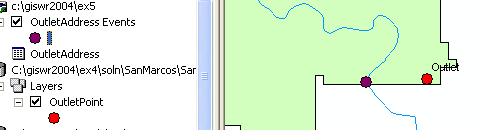 c:\giswr2004\ex5
OutletAddress Events
OutletAddress
C:\giswr2004\ex4\soln\SanMarcos\San
Layers
OutletPoint
Outlet